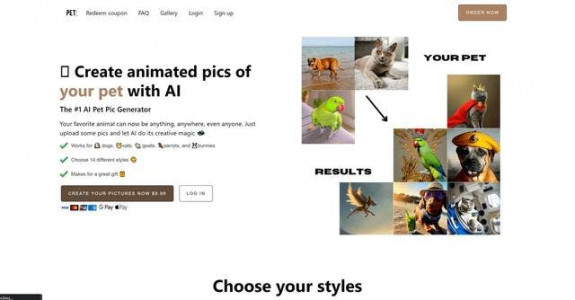 PET
Redeem coupon FAQ Gallery Login Sign up
ORDER NOW
Create animated pics of
your pet with AI
The #1 AI Pet Pic Generator
Your favorite animal can now be anything, anywhere, even anyone. Just
upload some pics and let AI do its creative magic
Works for dogs, cats, goats, parrots, and bunnies
Choose 14 different styles
Makes for a great gift
CREATE YOUR PICTURES NOW $9.99
LOG IN
G Pay Pay
YOUR PET
RESULTS
Choose your styles